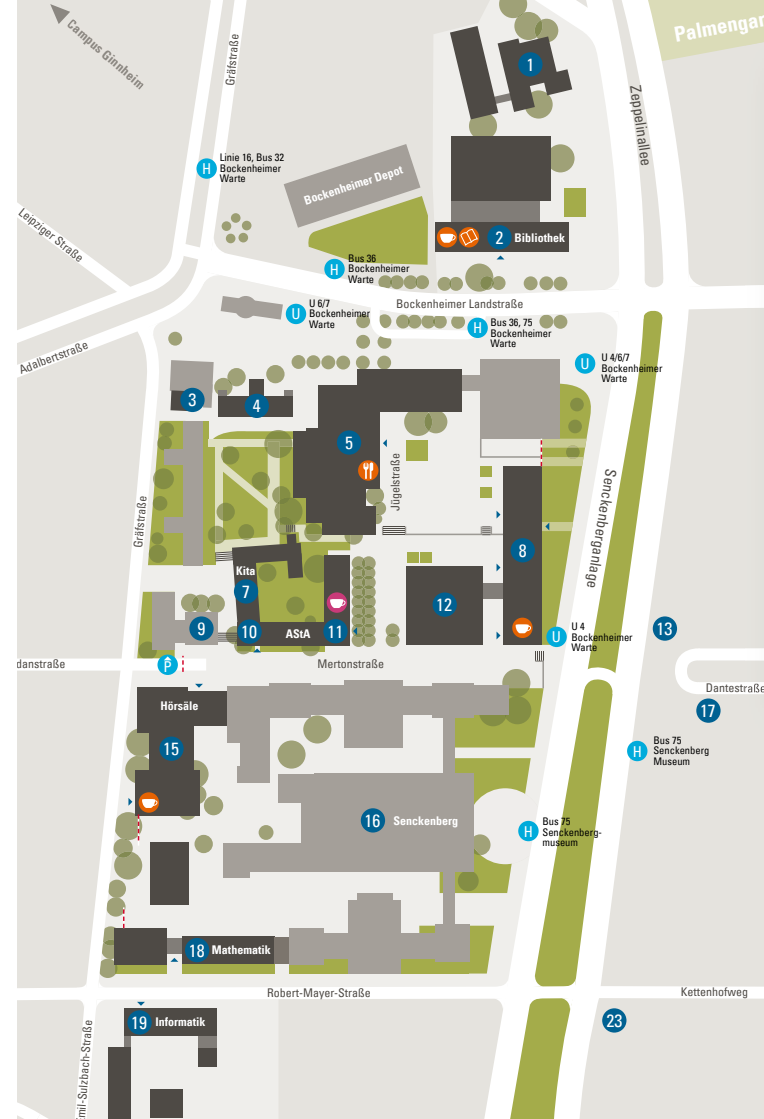 Campus Ginnheim
Gräfstraße
Palmengar
Zeppelinallee
1
H
Linie 16, Bus 32
Bockenheimer
Warte
Bockenheimer Depot
Leipziger Straße
2 Bibliothek
H
Bus 36
Bockenheimer
Warte
U
U 6/7
Bockenheimer
Warte
Bockenheimer Landstraße
H
Bus 36, 75
Bockenheimer
Warte
Adalbertstraße
U
U 4/6/7
Bockenheimer
Warte
3
4
5
Jügelstraße
Senckenberganlage
Gräfstraße
8
Kita
7
12
9
10
AStA
11
U
U 4
Bockenheimer
Warte
13
danstraße
P
Mertonstraße
Dantestraße
17
Hörsäle
15
H
Bus 75
Senckenberg
Museum
16 Senckenberg
H
Bus 75
Senckenberg-
museum
18 Mathematik
Robert-Mayer-Straße
Kettenhofweg
19 Informatik
23
Emil-Sulzbach-Straße